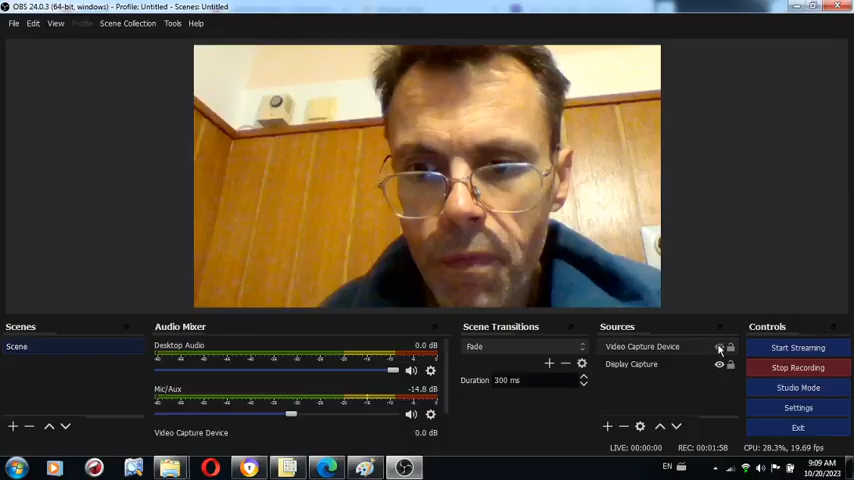 OBS 24.0.3 (64-bit, windows) - Profile: Untitled - Scenes: Untitled
File Edit View Profile Scene Collection Tools Help
Scenes
Audio Mixer
Scene Transitions
Sources
Controls
Scene
Desktop Audio 0.0 dB
Mic/Aux -14.8 dB
Video Capture Device 0.0 dB
Fade
Duration 300 ms
Video Capture Device
Display Capture
Start Streaming
Stop Recording
Studio Mode
Settings
Exit
LIVE: 00:00:00 REC: 00:01:58 CPU: 28.3%, 19.69 fps
EN
9:09 AM
10/20/2023